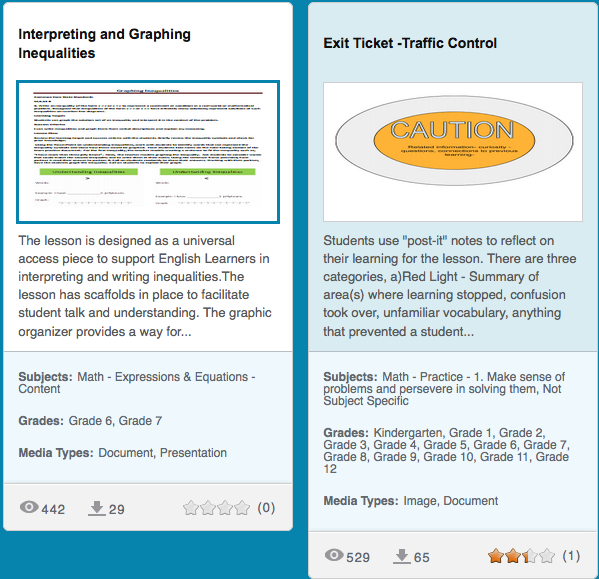 Interpreting and Graphing
Inequalities
Graphing Inequalities
Understanding Inequalities
Understanding Inequalities
The lesson is designed as a universal
access piece to support English Learners in
interpreting and writing inequalities.The
lesson has scaffolds in place to facilitate
student talk and understanding. The graphic
organizer provides a way for...
Subjects: Math - Expressions & Equations -
Content
Grades: Grade 6, Grade 7
Media Types: Document, Presentation
442 29 (0)
Exit Ticket -Traffic Control
CAUTION
Related information- curiosity -
questions, connections to previous
learning-
Students use "post-it" notes to reflect on
their learning for the lesson. There are three
categories, a)Red Light - Summary of
area(s) where learning stopped, confusion
took over, unfamiliar vocabulary, anything
that prevented a student...
Subjects: Math - Practice - 1. Make sense of
problems and persevere in solving them, Not
Subject Specific
Grades: Kindergarten, Grade 1, Grade 2,
Grade 3, Grade 4, Grade 5, Grade 6, Grade 7,
Grade 8, Grade 9, Grade 10, Grade 11, Grade
12
Media Types: Image, Document
529 65 (1)